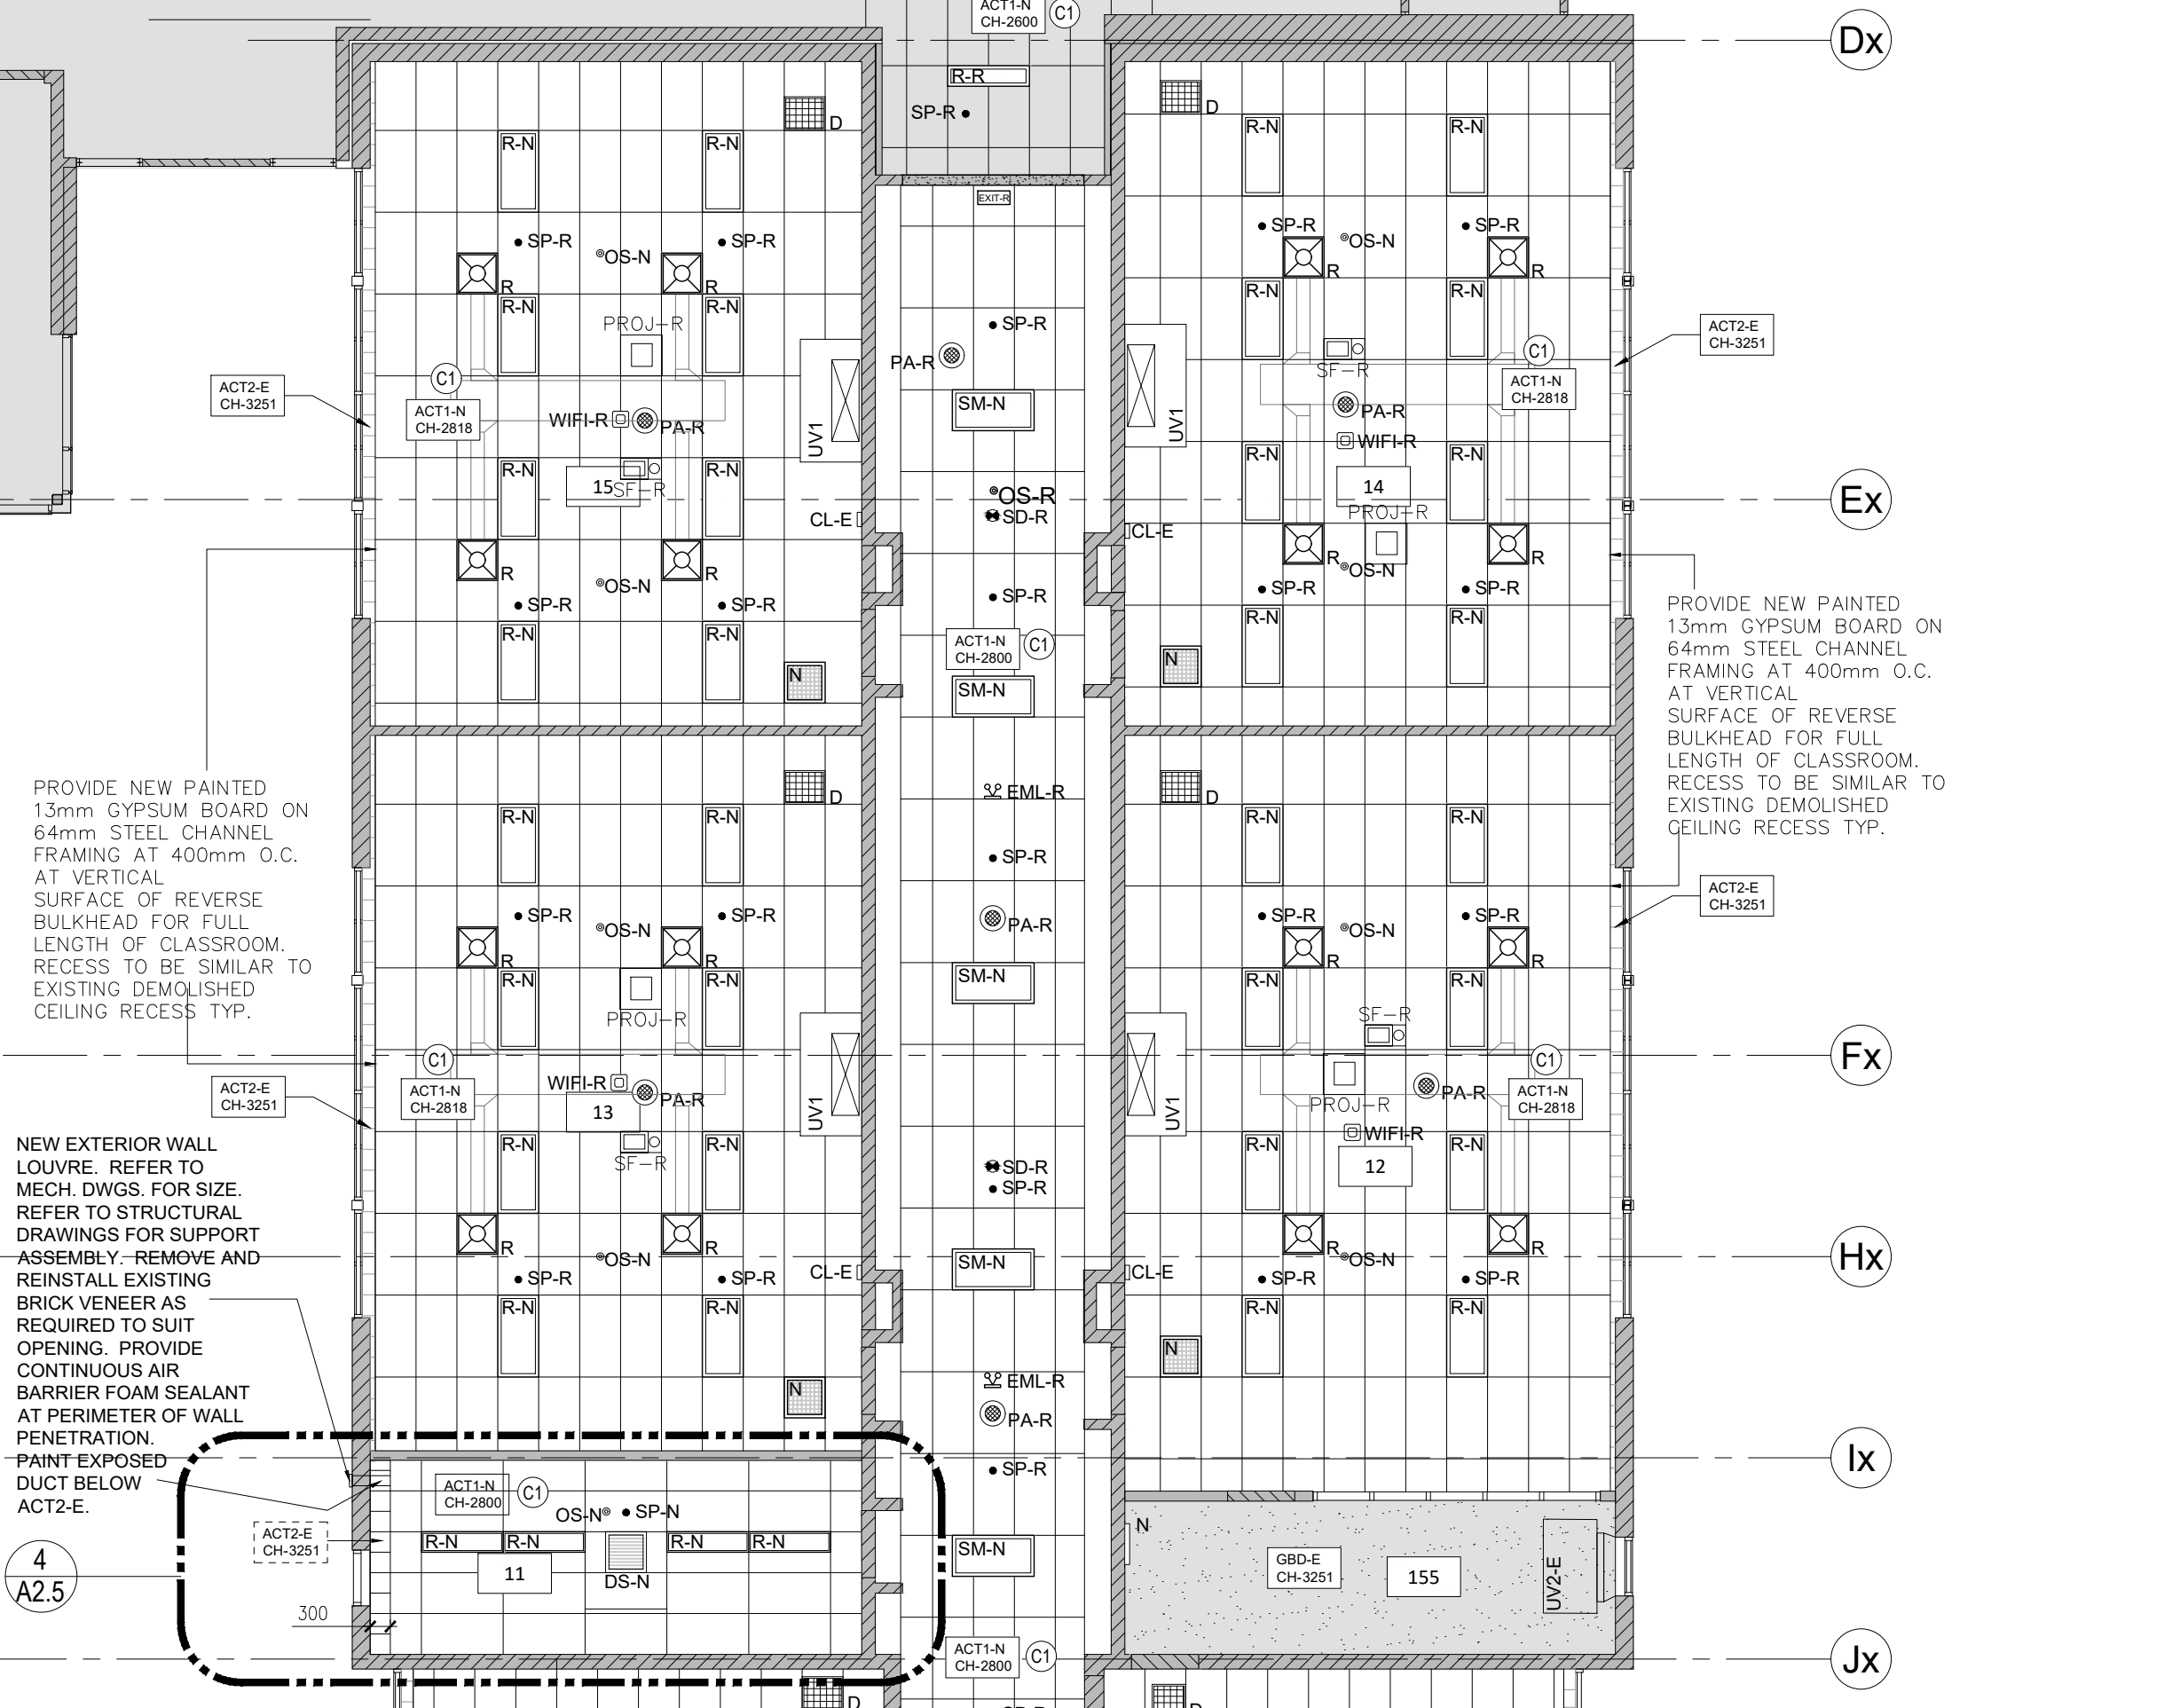 ACT1-N
CH-2600
C1
Dx
R-R
SP-R
D
D
R-N
R-N
R-N
R-N
EXIT-R
SP-R
SP-R
OS-N
SP-R
SP-R
OS-N
R
R
R
R
R-N
R-N
R-N
R-N
PROJ-R
SP-R
PA-R
SF-R
C1
ACT2-E
CH-3251
ACT2-E
CH-3251
C1
ACT1-N
CH-2818
ACT1-N
CH-2818
WIFI-R
PA-R
UV1
SM-N
UV1
PA-R
WIFI-R
R-N
R-N
R-N
R-N
15
SF-R
14
OS-R
SD-R
Ex
PROJ-R
CL-E
CL-E
R
R
R
R
OS-N
OS-N
SP-R
SP-R
SP-R
SP-R
SP-R
R-N
R-N
R-N
R-N
ACT1-N
CH-2800
C1
N
N
SM-N
PROVIDE NEW PAINTED
13mm GYPSUM BOARD ON
64mm STEEL CHANNEL
FRAMING AT 400mm O.C.
AT VERTICAL
SURFACE OF REVERSE
BULKHEAD FOR FULL
LENGTH OF CLASSROOM.
RECESS TO BE SIMILAR TO
EXISTING DEMOLISHED
CEILING RECESS TYP.
PROVIDE NEW PAINTED
13mm GYPSUM BOARD ON
64mm STEEL CHANNEL
FRAMING AT 400mm O.C.
AT VERTICAL
SURFACE OF REVERSE
BULKHEAD FOR FULL
LENGTH OF CLASSROOM.
RECESS TO BE SIMILAR TO
EXISTING DEMOLISHED
CEILING RECESS TYP.
D
EML-R
D
R-N
R-N
R-N
R-N
SP-R
SP-R
SP-R
OS-N
SP-R
PA-R
SP-R
OS-N
SP-R
ACT2-E
CH-3251
R
R
R
R
R-N
R-N
SM-N
R-N
R-N
PROJ-R
SF-R
Fx
C1
C1
ACT2-E
CH-3251
ACT1-N
CH-2818
WIFI-R
PA-R
UV1
UV1
PROJ-R
PA-R
ACT1-N
CH-2818
13
WIFI-R
R-N
R-N
R-N
R-N
SF-R
SD-R
SP-R
12
NEW EXTERIOR WALL
LOUVRE. REFER TO
MECH. DWGS. FOR SIZE.
REFER TO STRUCTURAL
DRAWINGS FOR SUPPORT
ASSEMBLY. REMOVE AND
REINSTALL EXISTING
BRICK VENEER AS
REQUIRED TO SUIT
OPENING. PROVIDE
CONTINUOUS AIR
BARRIER FOAM SEALANT
AT PERIMETER OF WALL
PENETRATION.
PAINT EXPOSED
DUCT BELOW
ACT2-E.
R
R
R
R
OS-N
OS-N
Hx
SM-N
SP-R
SP-R
CL-E
CL-E
SP-R
SP-R
R-N
R-N
R-N
R-N
N
N
EML-R
PA-R
Ix
SP-R
ACT1-N
CH-2800
C1
OS-N
SP-N
ACT2-E
CH-3251
R-N
R-N
R-N
R-N
SM-N
N
4
A2.5
11
DS-N
GBD-E
CH-3251
155
UV2-E
300
ACT1-N
CH-2800
C1
Jx
D